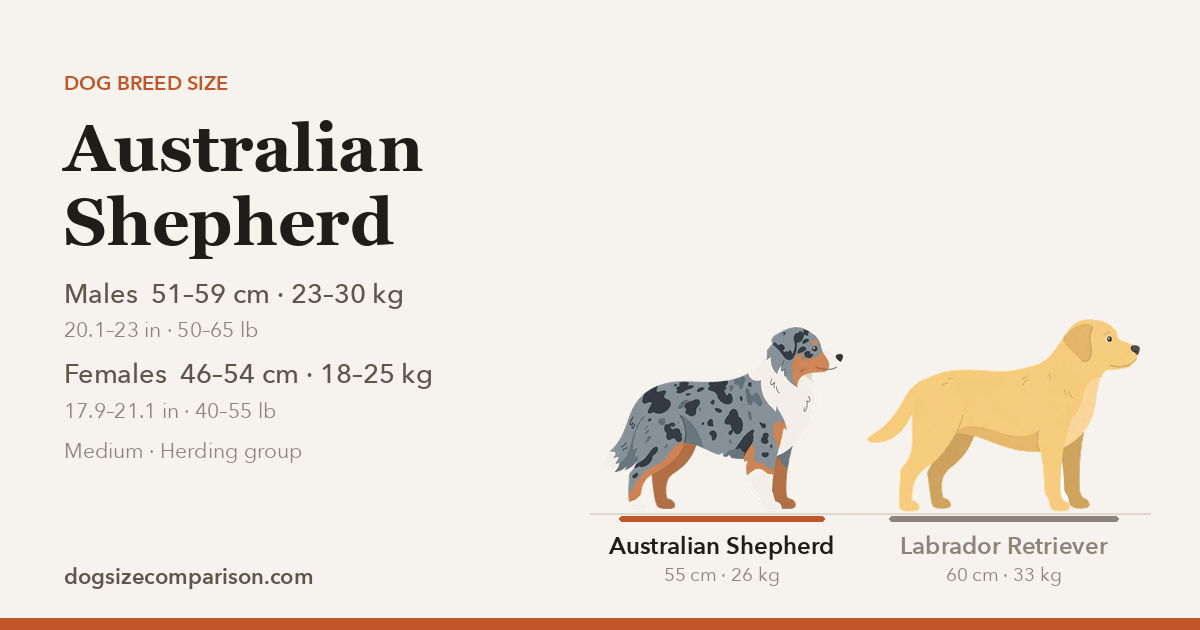 DOG BREED SIZE
Australian
Shepherd
Males 51–59 cm · 23–30 kg
20.1–23 in · 50–65 lb
Females 46–54 cm · 18–25 kg
17.9–21.1 in · 40–55 lb
Medium · Herding group
dogsizecomparison.com
Australian Shepherd
55 cm · 26 kg
Labrador Retriever
60 cm · 33 kg